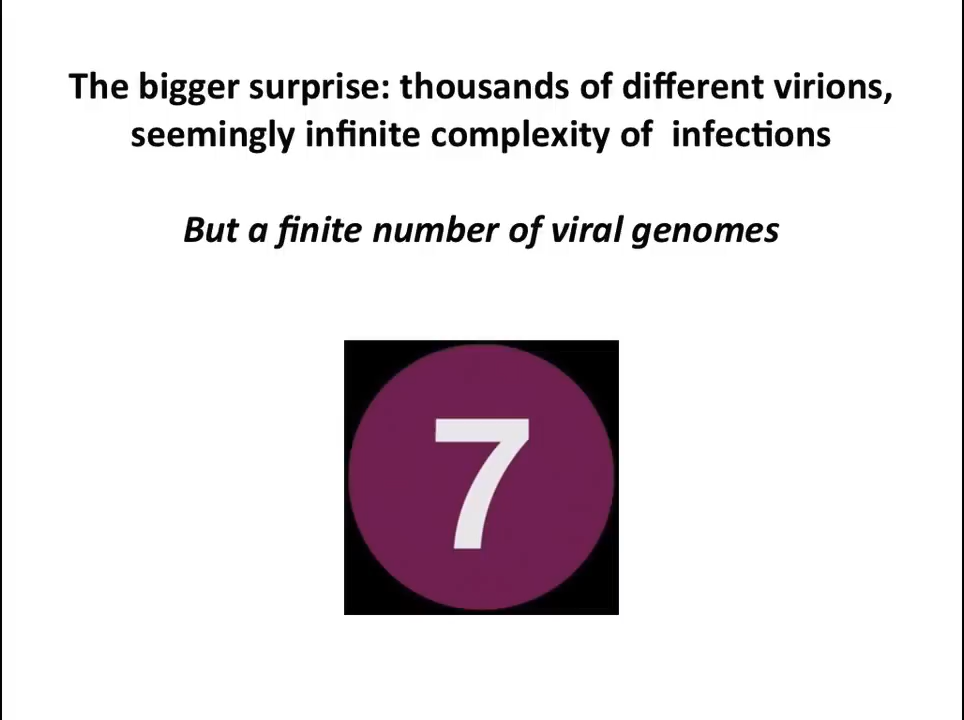 The bigger surprise: thousands of different virions,
seemingly infinite complexity of infections
But a finite number of viral genomes
7